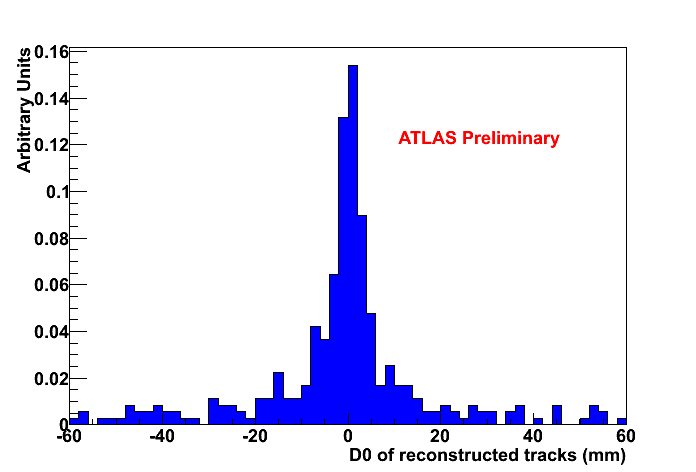 Arbitrary Units
0.16
0.14
0.12
0.1
0.08
0.06
0.04
0.02
0
ATLAS Preliminary
-60 -40 -20 0 20 40 60
D0 of reconstructed tracks (mm)